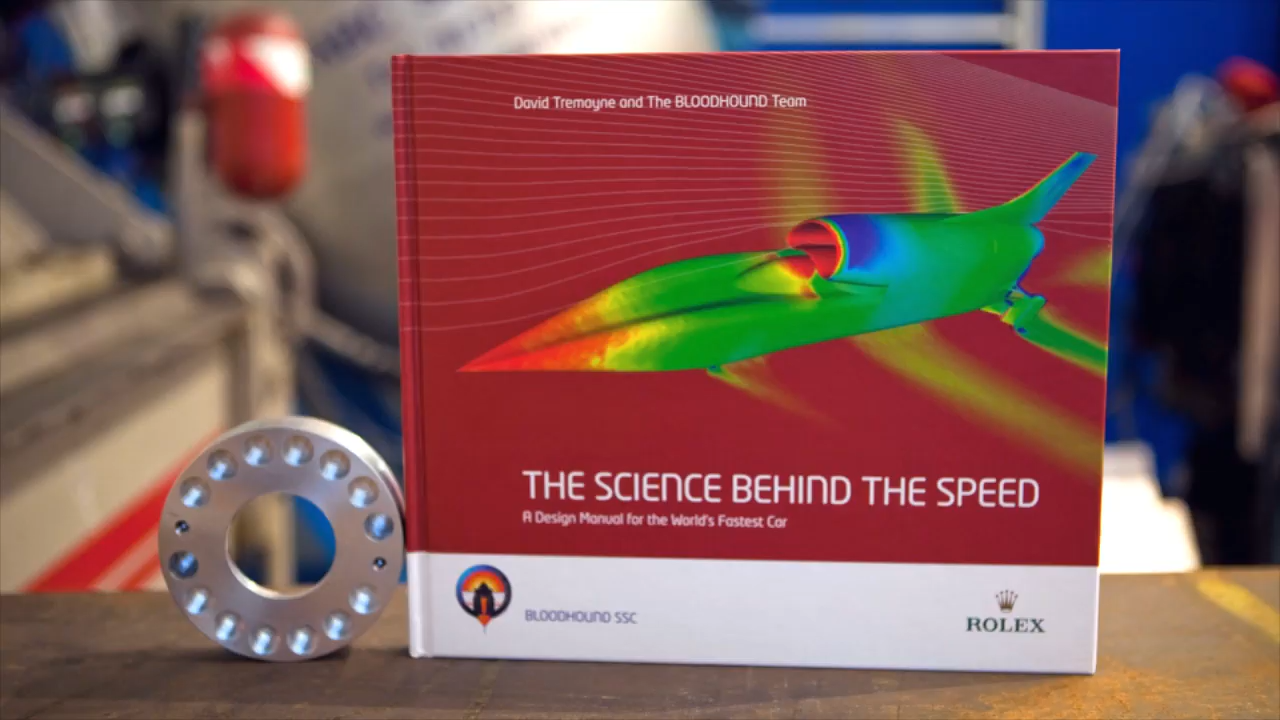 David Tremayne and The BLOODHOUND Team
THE SCIENCE BEHIND THE SPEED
A Design Manual for the World's Fastest Car
BLOODHOUND SSC
ROLEX